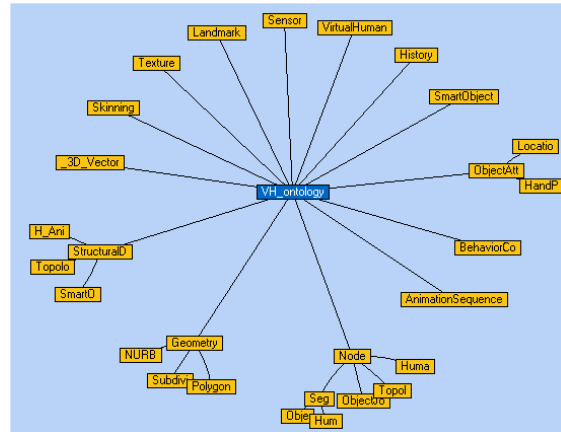 Sensor
VirtualHuman
Landmark
History
Texture
SmartObject
Skinning
Locatio
_3D_Vector
ObjectAtt
HandP
VH_ontology
H_Ani
StructuralD
BehaviorCo
Topolo
SmartO
AnimationSequence
Geometry
NURB
Node
Huma
Subdivi
Polygon
Topol
Seg
ObjectJo
Obje
Hum